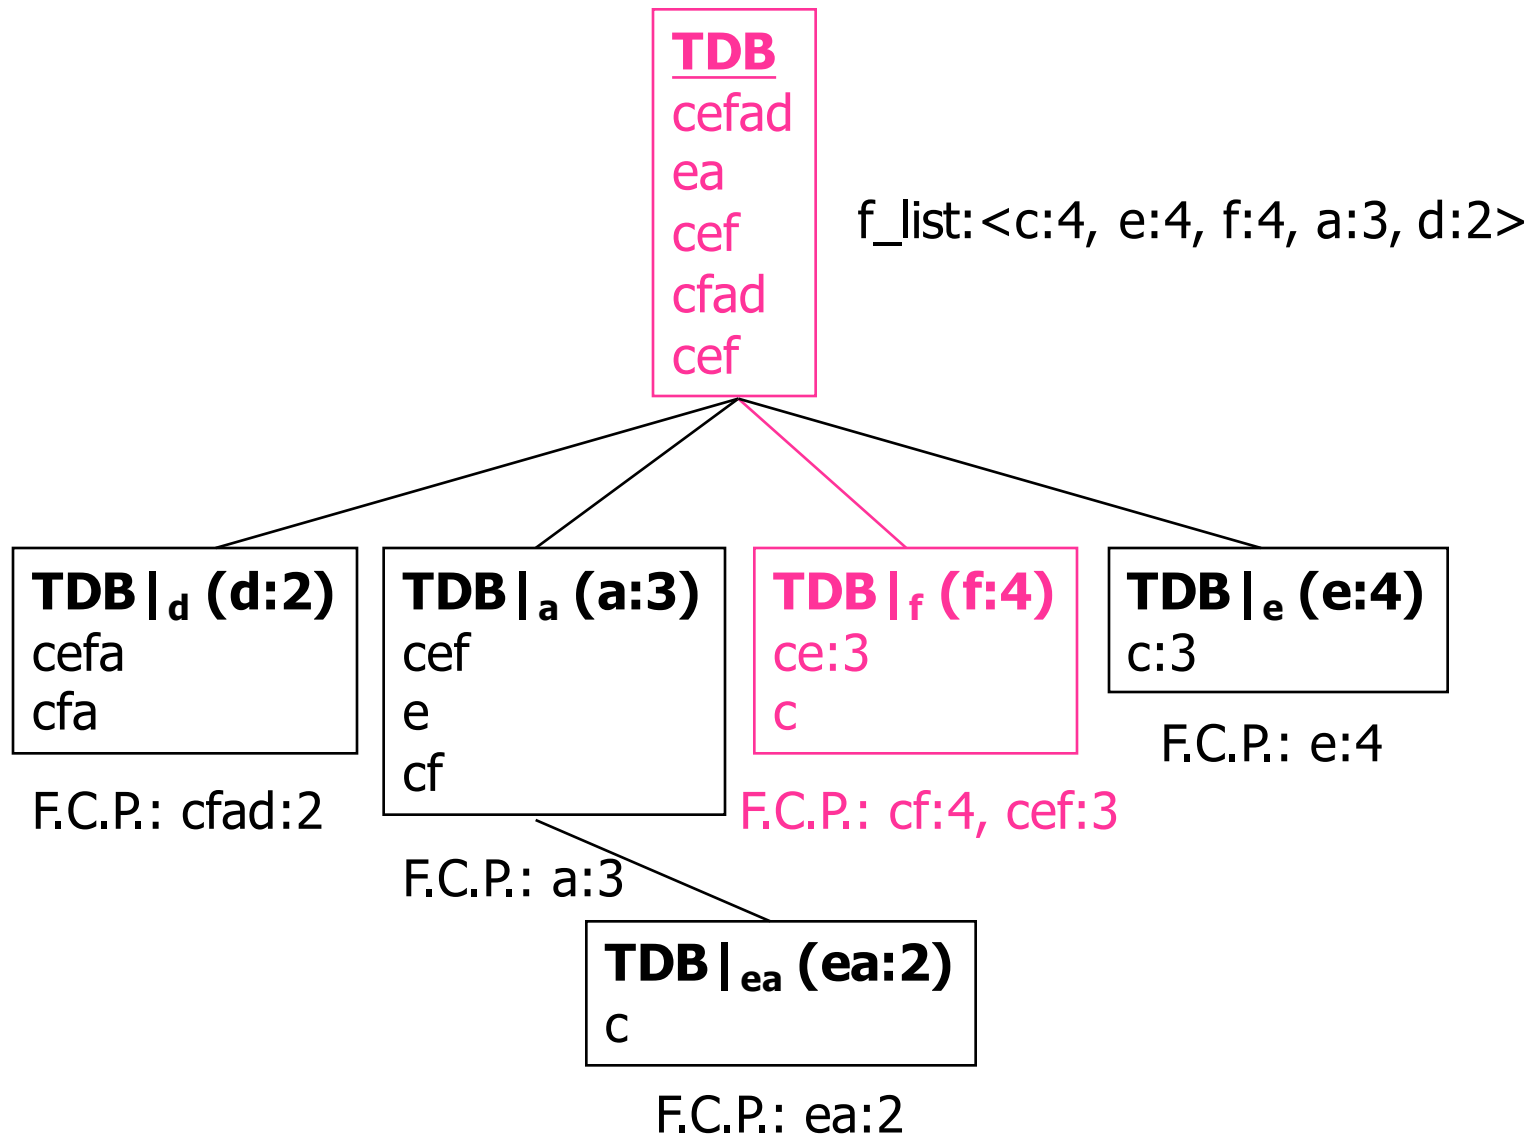 TDB
cefad
ea
cef
cfad
cef
f_list:<c:4, e:4, f:4, a:3, d:2>
TDB|d (d:2)
cefa
cfa
F.C.P.: cfad:2
TDB|a (a:3)
cef
e
cf
F.C.P.: a:3
TDB|f (f:4)
ce:3
c
F.C.P.: cf:4, cef:3
TDB|e (e:4)
c:3
F.C.P.: e:4
TDB|ea (ea:2)
c
F.C.P.: ea:2